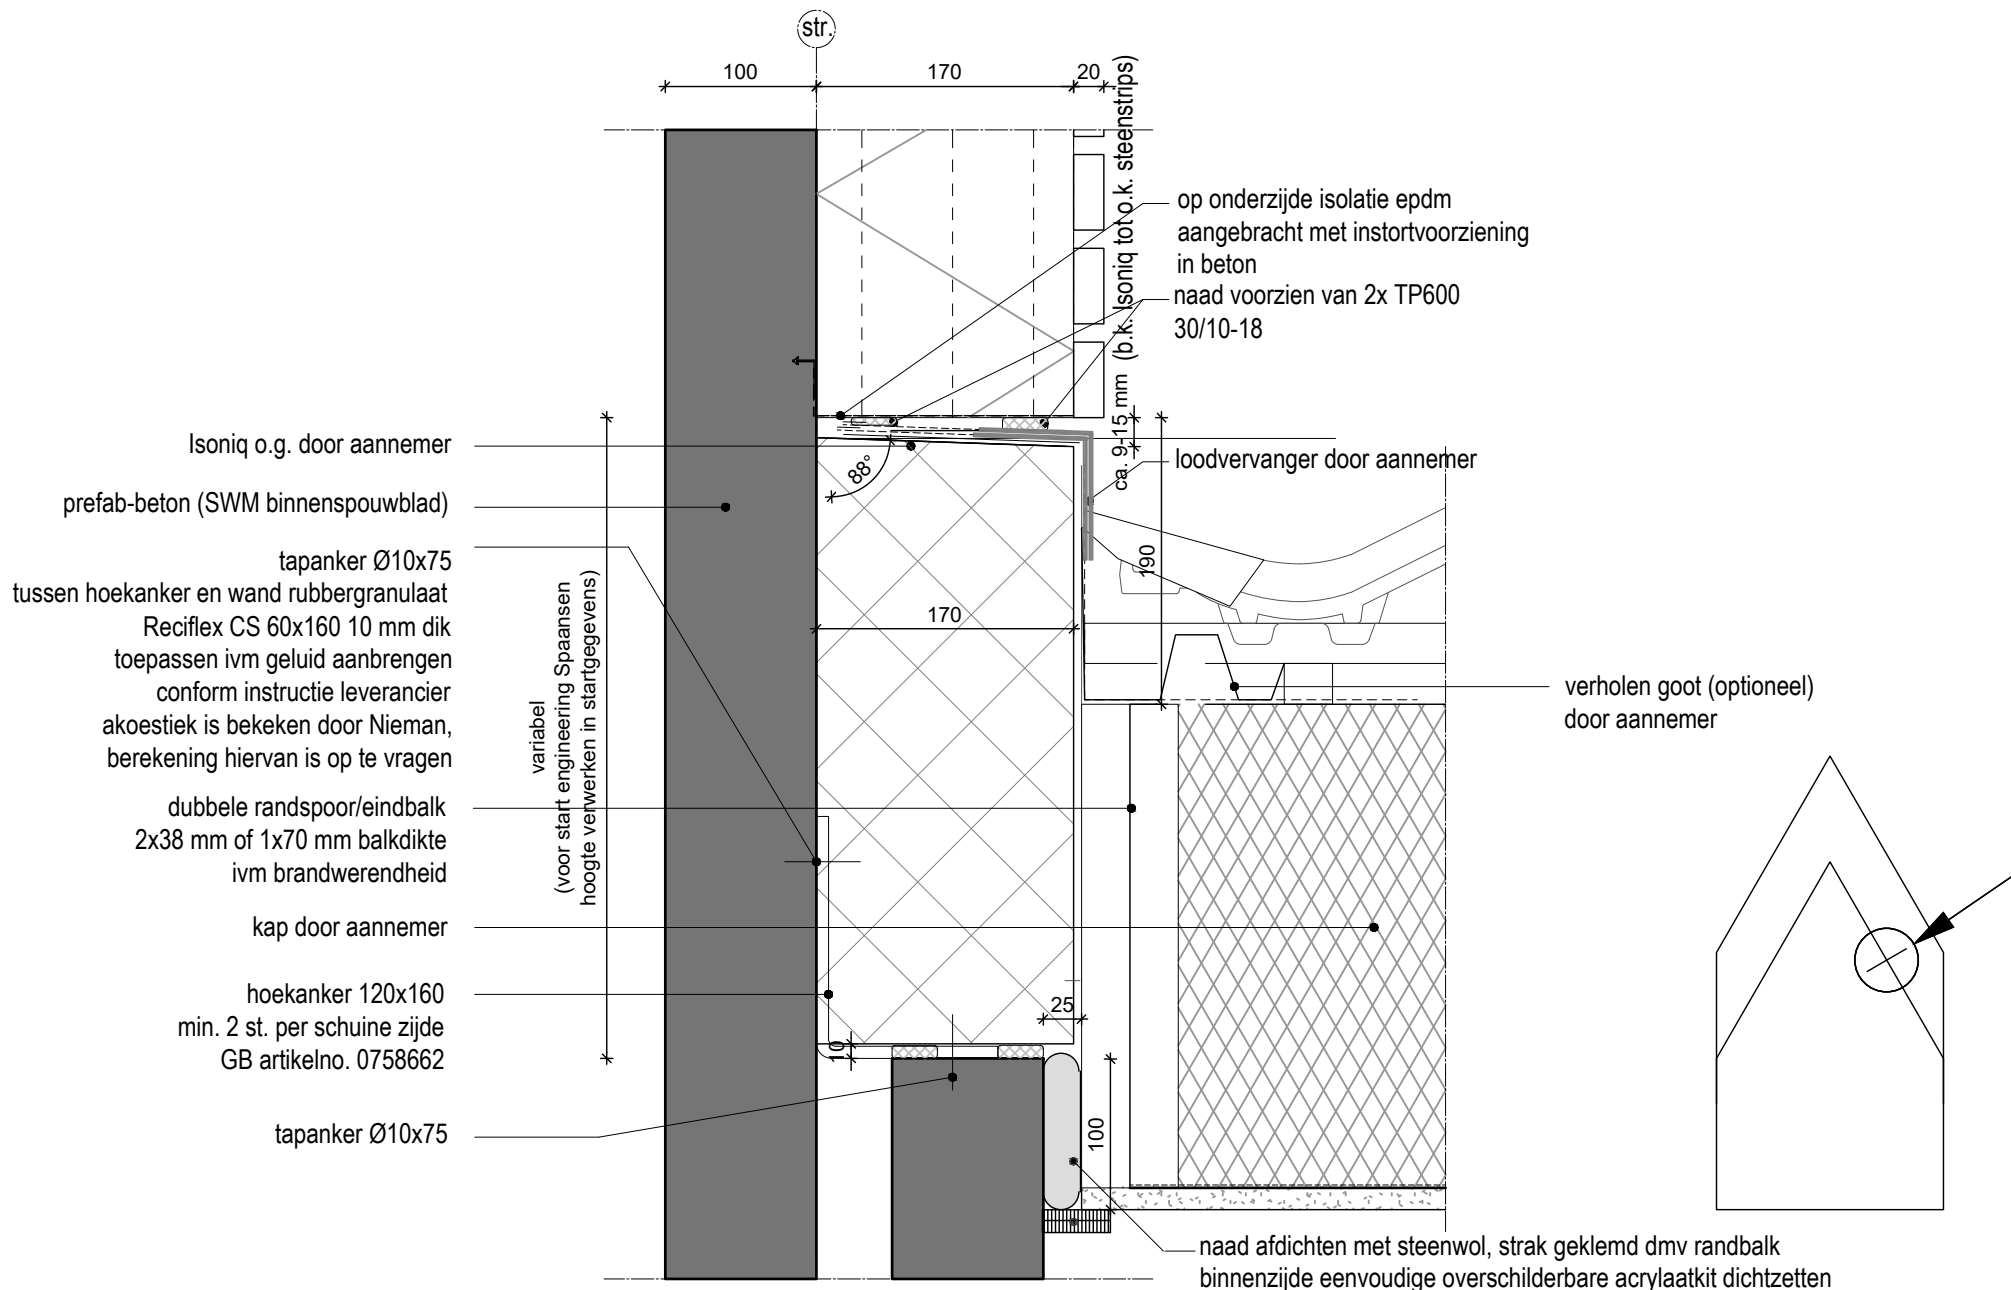 str.
100
170
20
ca. 9-15 mm (b.k. Isoniq tot o.k. steenstrips)
op onderzijde isolatie epdm
aangebracht met instortvoorziening
in beton
naad voorzien van 2x TP600
30/10-18
Isoniq o.g. door aannemer
88°
loodvervanger door aannemer
prefab-beton (SWM binnenspouwblad)
tapanker Ø10x75
tussen hoekanker en wand rubbergranulaat
Reciflex CS 60x160 10 mm dik
toepassen ivm geluid aanbrengen
conform instructie leverancier
akoestiek is bekeken door Nieman,
berekening hiervan is op te vragen
variabel
(voor start engineering Spaansen
hoogte verwerken in startgegevens)
190
170
verholen goot (optioneel)
door aannemer
dubbele randspoor/eindbalk
2x38 mm of 1x70 mm balkdikte
ivm brandwerendheid
kap door aannemer
hoekanker 120x160
min. 2 st. per schuine zijde
GB artikelno. 0758662
25
10
100
tapanker Ø10x75
naad afdichten met steenwol, strak geklemd dmv randbalk
binnenzijde eenvoudige overschilderbare acrylaatkit dichtzetten